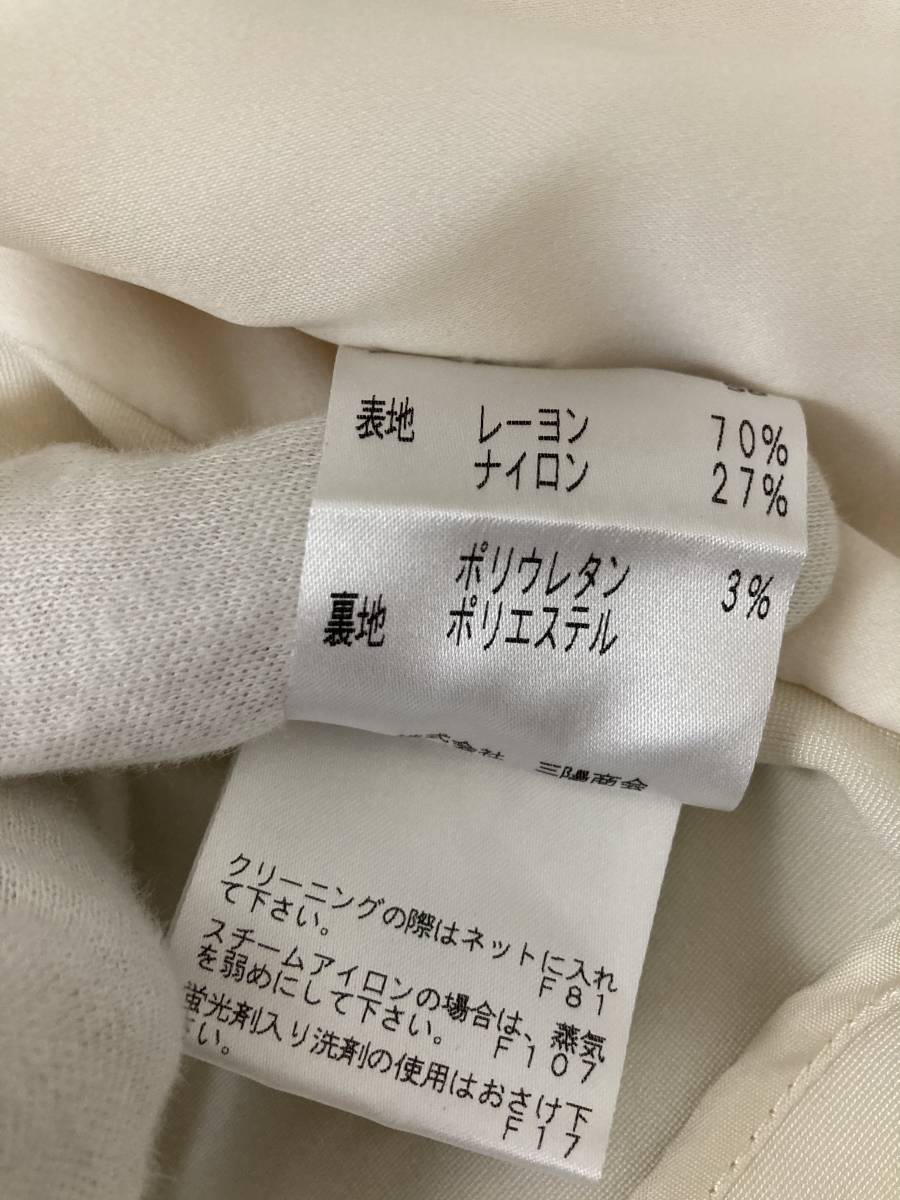 表地 レーヨン 70%
ナイロン 27%
ポリウレタン 3%
裏地 ポリエステル
式会社 三陽商会
クリーニングの際はネットに入れ
て下さい。 F81
スチームアイロンの場合は、蒸気
を弱めにして下さい。 F107
蛍光剤入り洗剤の使用はおさけ下
さい。 F17